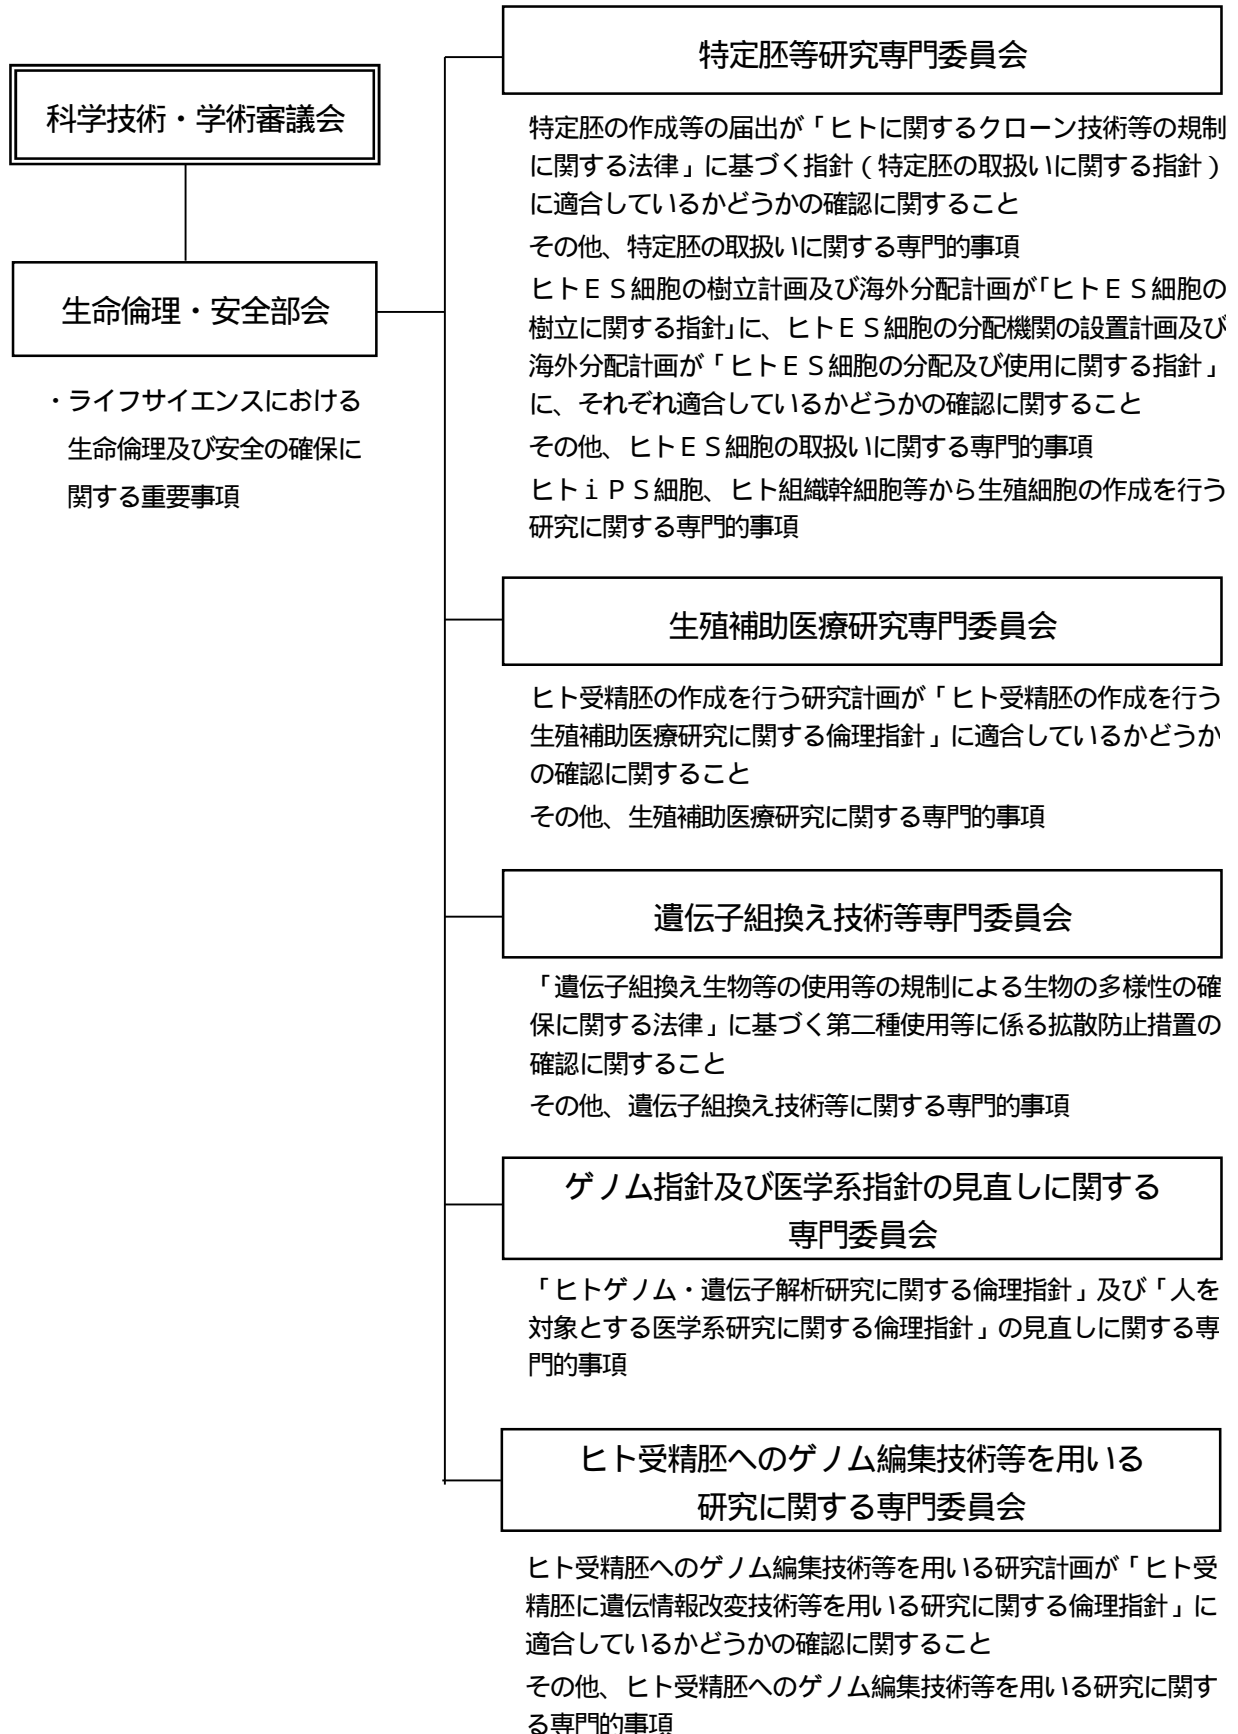 科学技術・学術審議会
生命倫理・安全部会
・ライフサイエンスにおける
生命倫理及び安全の確保に
関する重要事項
特定胚等研究専門委員会
特定胚の作成等の届出が「ヒトに関するクローン技術等の規制
に関する法律」に基づく指針（特定胚の取扱いに関する指針）
に適合しているかどうかの確認に関すること
その他、特定胚の取扱いに関する専門的事項
ヒトＥＳ細胞の樹立計画及び海外分配計画が「ヒトＥＳ細胞の
樹立に関する指針」に、ヒトＥＳ細胞の分配機関の設置計画及び
海外分配計画が「ヒトＥＳ細胞の分配及び使用に関する指針」
に、それぞれ適合しているかどうかの確認に関すること
その他、ヒトＥＳ細胞の取扱いに関する専門的事項
ヒトｉＰＳ細胞、ヒト組織幹細胞等から生殖細胞の作成を行う
研究に関する専門的事項
生殖補助医療研究専門委員会
ヒト受精胚の作成を行う研究計画が「ヒト受精胚の作成を行う
生殖補助医療研究に関する倫理指針」に適合しているかどうか
の確認に関すること
その他、生殖補助医療研究に関する専門的事項
遺伝子組換え技術等専門委員会
「遺伝子組換え生物等の使用等の規制による生物の多様性の確
保に関する法律」に基づく第二種使用等に係る拡散防止措置の
確認に関すること
その他、遺伝子組換え技術等に関する専門的事項
ゲノム指針及び医学系指針の見直しに関する
専門委員会
「ヒトゲノム・遺伝子解析研究に関する倫理指針」及び「人を
対象とする医学系研究に関する倫理指針」の見直しに関する専
門的事項
ヒト受精胚へのゲノム編集技術等を用いる
研究に関する専門委員会
ヒト受精胚へのゲノム編集技術等を用いる研究計画が「ヒト受
精胚に遺伝情報改変技術等を用いる研究に関する倫理指針」に
適合しているかどうかの確認に関すること
その他、ヒト受精胚へのゲノム編集技術等を用いる研究に関す
る専門的事項